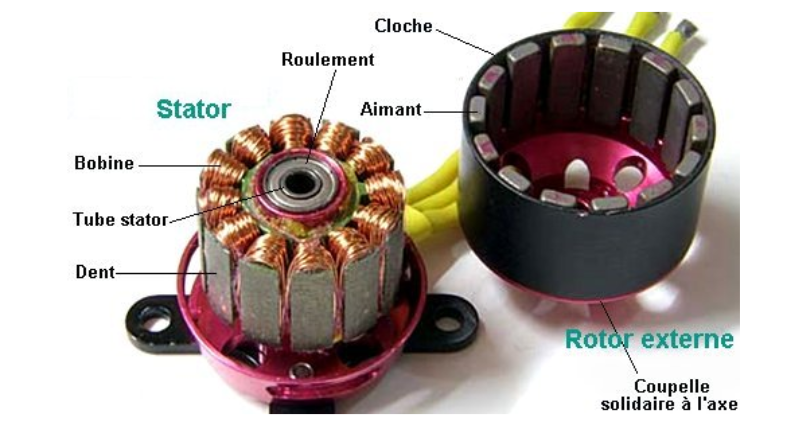 Cloche
Roulement
Stator
Aimant
Bobine
Tube stator
Dent
Rotor externe
Coupelle
solidaire à l'axe